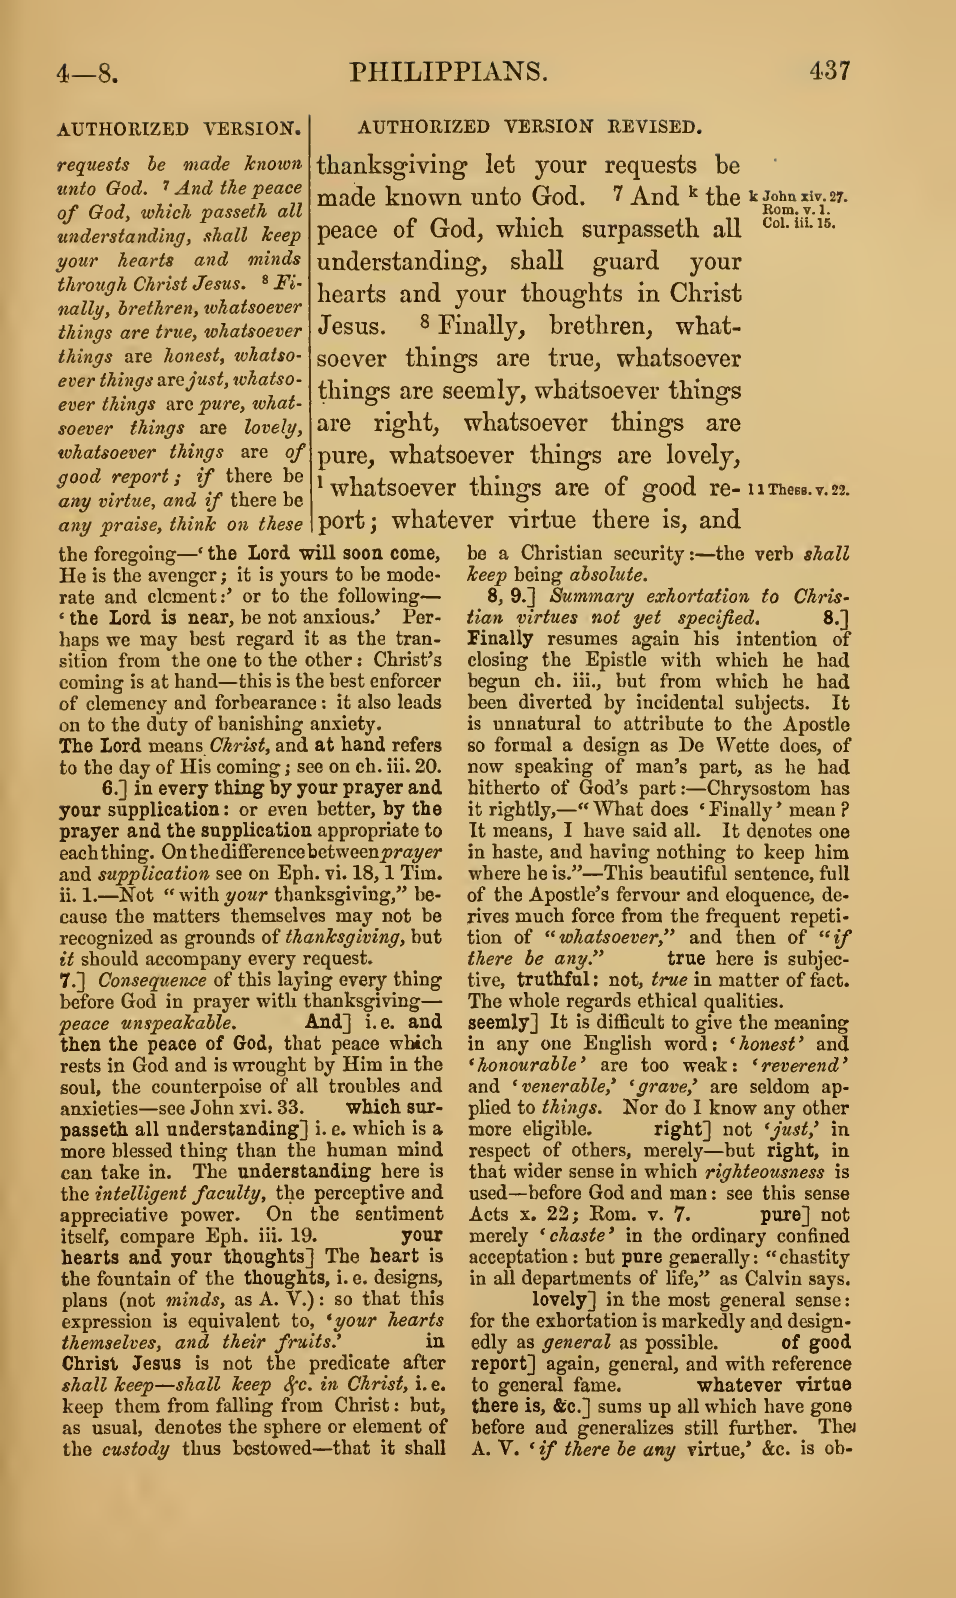 4—8.
PHILIPPIANS.
437
AUTHORIZED VERSION.
requests be made known
unto God. 7 And the peace
of God, which passeth all
understanding, shall keep
your hearts and minds
through Christ Jesus. 8 Fi-
nally, brethren, whatsoever
things are true, whatsoever
things are honest, whatso-
ever things are just, whatso-
ever things are pure, what-
soever things are lovely,
whatsoever things are of
good report; if there be
any virtue, and if there be
any praise, think on these
AUTHORIZED VERSION REVISED.
thanksgiving let your requests be
made known unto God. 7 And k the
peace of God, which surpasseth all
understanding, shall guard your
hearts and your thoughts in Christ
Jesus. 8 Finally, brethren, what-
soever things are true, whatsoever
things are seemly, whatsoever things
are right, whatsoever things are
pure, whatsoever things are lovely,
l whatsoever things are of good re-
port; whatever virtue there is, and
k John xiv. 27.
Rom. v. 1.
Col. iii. 15.
l 1 Thess. v. 22.
the foregoing—‘the Lord will soon come,
He is the avenger; it is yours to be mode-
rate and clement:’ or to the following—
‘the Lord is near, be not anxious.’ Per-
haps we may best regard it as the tran-
sition from the one to the other: Christ's
coming is at hand—this is the best enforcer
of clemency and forbearance: it also leads
on to the duty of banishing anxiety.
The Lord means Christ, and at hand refers
to the day of His coming; see on ch. iii. 20.
6.] in every thing by your prayer and
your supplication: or even better, by the
prayer and the supplication appropriate to
each thing. On the difference between prayer
and supplication see on Eph. vi. 18, 1 Tim.
ii. 1.—Not “with your thanksgiving,” be-
cause the matters themselves may not be
recognized as grounds of thanksgiving, but
it should accompany every request.
7.] Consequence of this laying every thing
before God in prayer with thanksgiving—
peace unspeakable. And] i. e. and
then the peace of God, that peace which
rests in God and is wrought by Him in the
soul, the counterpoise of all troubles and
anxieties—see John xvi. 33. which sur-
passeth all understanding] i. e. which is a
more blessed thing than the human mind
can take in. The understanding here is
the intelligent faculty, the perceptive and
appreciative power. On the sentiment
itself, compare Eph. iii. 19. your
hearts and your thoughts] The heart is
the fountain of the thoughts, i. e. designs,
plans (not minds, as A. V.): so that this
expression is equivalent to, ‘your hearts
themselves, and their fruits.’ in
Christ Jesus is not the predicate after
shall keep—shall keep &c. in Christ, i. e.
keep them from falling from Christ: but,
as usual, denotes the sphere or element of
the custody thus bestowed—that it shall
be a Christian security:—the verb shall
keep being absolute.
8, 9.] Summary exhortation to Chris-
tian virtues not yet specified. 8.]
Finally resumes again his intention of
closing the Epistle with which he had
begun ch. iii., but from which he had
been diverted by incidental subjects. It
is unnatural to attribute to the Apostle
so formal a design as De Wette does, of
now speaking of man's part, as he had
hitherto of God's part:—Chrysostom has
it rightly,—“What does ‘Finally’ mean?
It means, I have said all. It denotes one
in haste, and having nothing to keep him
where he is.”—This beautiful sentence, full
of the Apostle's fervour and eloquence, de-
rives much force from the frequent repeti-
tion of “whatsoever,” and then of “if
there be any.” true here is subjec-
tive, truthful: not, true in matter of fact.
The whole regards ethical qualities.
seemly] It is difficult to give the meaning
in any one English word: ‘honest’ and
‘honourable’ are too weak: ‘reverend’
and ‘venerable,’ ‘grave,’ are seldom ap-
plied to things. Nor do I know any other
more eligible. right] not ‘just,’ in
respect of others, merely—but right, in
that wider sense in which righteousness is
used—before God and man: see this sense
Acts x. 22; Rom. v. 7. pure] not
merely ‘chaste’ in the ordinary confined
acceptation: but pure generally: “chastity
in all departments of life,” as Calvin says.
lovely] in the most general sense:
for the exhortation is markedly and design-
edly as general as possible. of good
report] again, general, and with reference
to general fame. whatever virtue
there is, &c.] sums up all which have gone
before and generalizes still further. The
A. V. ‘if there be any virtue,’ &c. is ob-